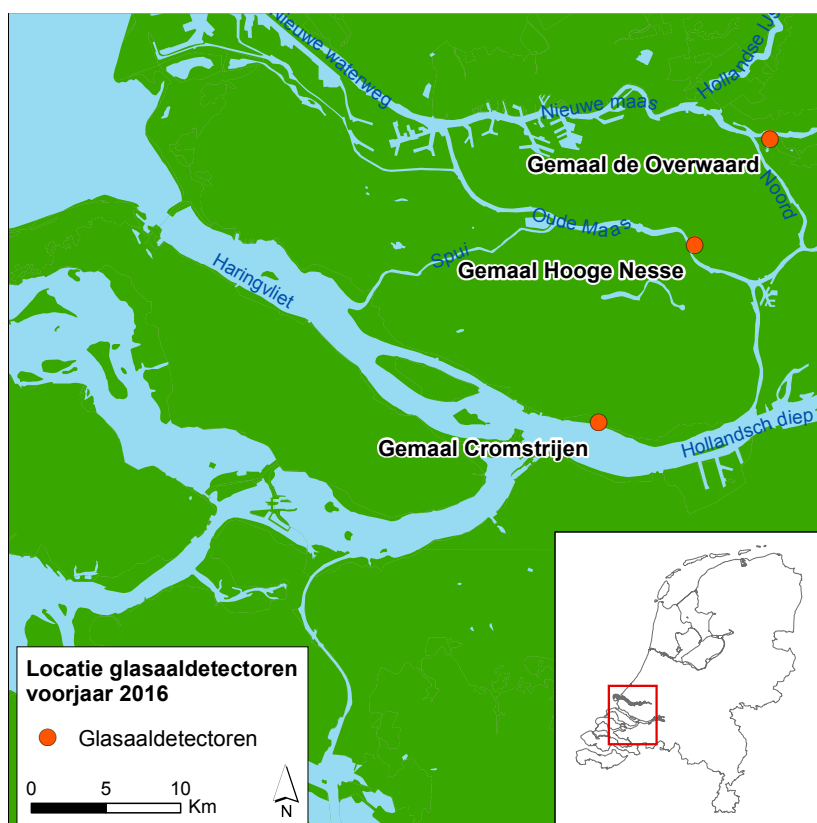 Nieuwe waterweg
Hollandse IJs
Nieuwe maas
Gemaal de Overwaard
Noord
Oude Maas
Spui
Gemaal Hooge Nesse
Haringvliet
Gemaal Cromstrijen
Hollandsch diep
Locatie glasaaldetectoren
voorjaar 2016
Glasaaldetectoren
0 5 10
Km
N